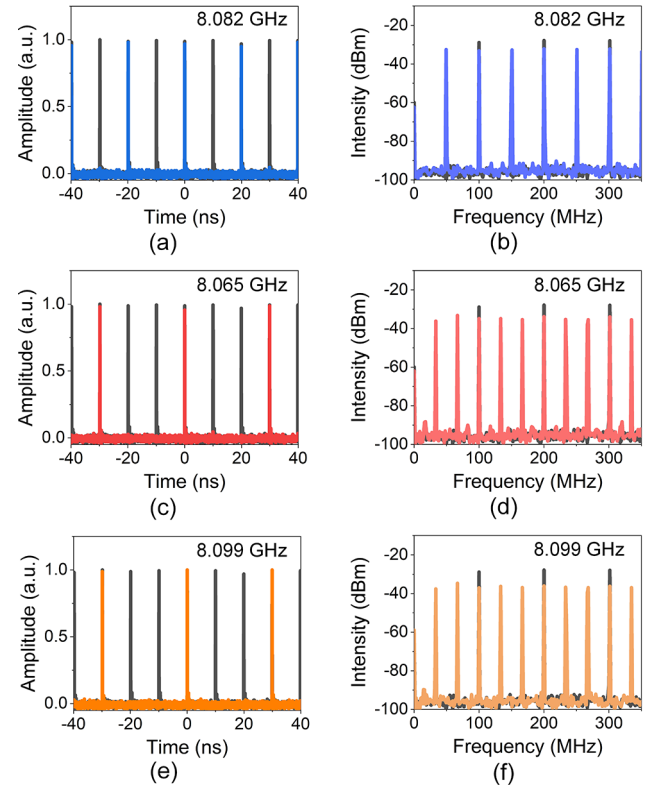 8.082 GHz
Amplitude (a.u.)
1.0
0.5
0.0
-40 -20 0 20 40
Time (ns)
(a)
8.082 GHz
Intensity (dBm)
-20
-40
-60
-80
-100
0 100 200 300
Frequency (MHz)
(b)
8.065 GHz
Amplitude (a.u.)
1.0
0.5
0.0
-40 -20 0 20 40
Time (ns)
(c)
8.065 GHz
Intensity (dBm)
-20
-40
-60
-80
-100
0 100 200 300
Frequency (MHz)
(d)
8.099 GHz
Amplitude (a.u.)
1.0
0.5
0.0
-40 -20 0 20 40
Time (ns)
(e)
8.099 GHz
Intensity (dBm)
-20
-40
-60
-80
-100
0 100 200 300
Frequency (MHz)
(f)